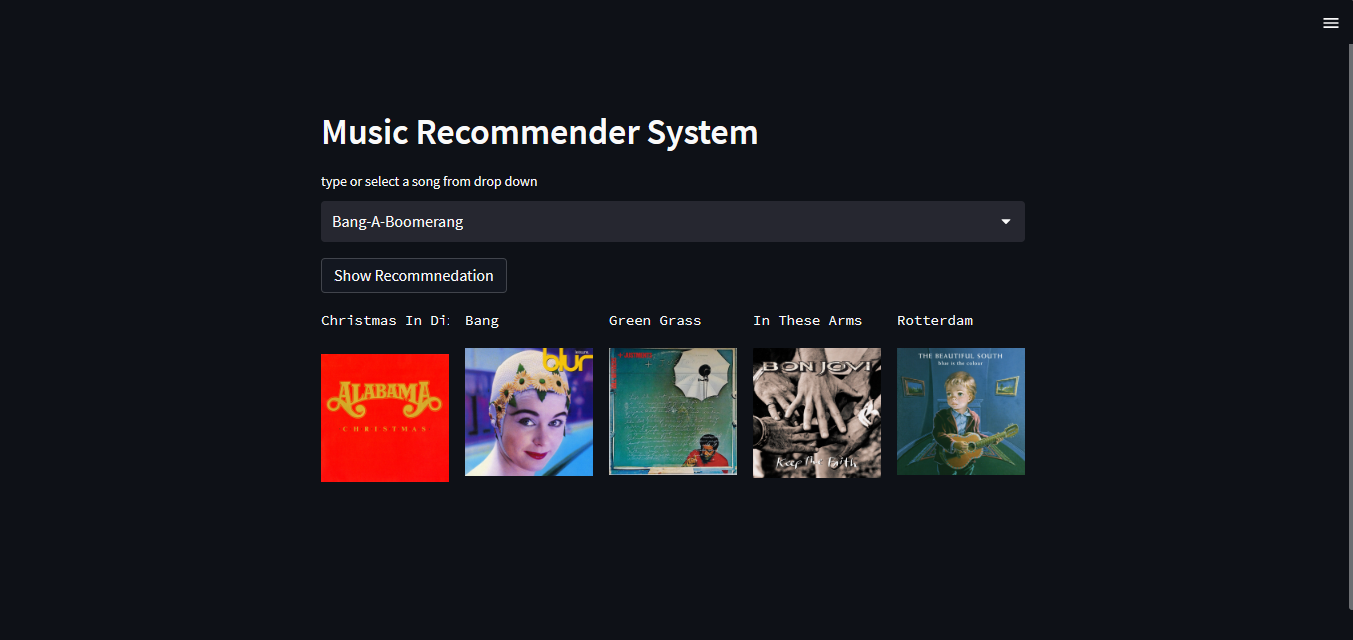 Music Recommender System
type or select a song from drop down
Bang-A-Boomerang
Show Recommnedation
Christmas In Di
Bang
Green Grass
In These Arms
Rotterdam
ALABAMA
CHRISTMAS
blur
BON JOVI
Keep The Faith
THE BEAUTIFUL SOUTH
blue is the colour